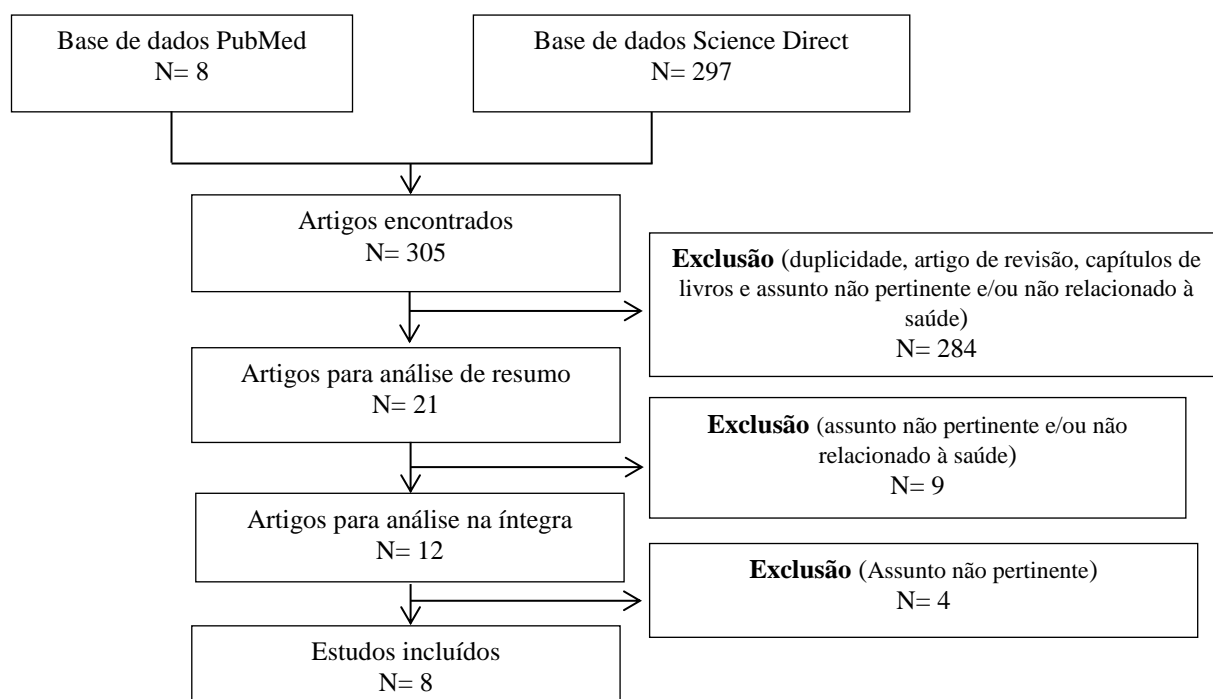 Base de dados PubMed
N= 8
Base de dados Science Direct
N= 297
Artigos encontrados
N= 305
Exclusão (duplicidade, artigo de revisão, capítulos de
livros e assunto não pertinente e/ou não relacionado à
saúde)
N= 284
Artigos para análise de resumo
N= 21
Exclusão (assunto não pertinente e/ou não
relacionado à saúde)
N= 9
Artigos para análise na íntegra
N= 12
Exclusão (Assunto não pertinente)
N= 4
Estudos incluídos
N= 8